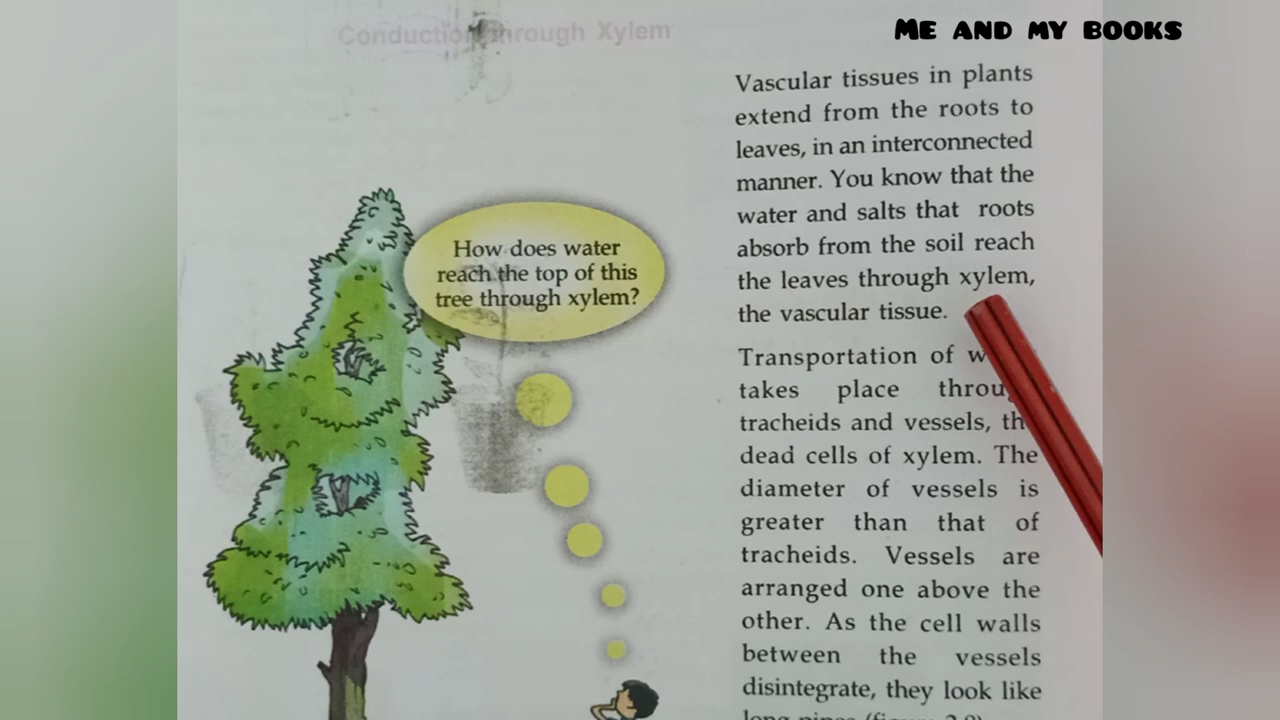 ME AND MY BOOKS
Conduction through Xylem
How does water
reach the top of this
tree through xylem?
Vascular tissues in plants
extend from the roots to
leaves, in an interconnected
manner. You know that the
water and salts that roots
absorb from the soil reach
the leaves through xylem,
the vascular tissue.
Transportation of
takes place
tracheids and vessels,
dead cells of xylem. The
diameter of vessels is
greater than that of
tracheids. Vessels are
arranged one above the
other. As the cell walls
between the vessels
disintegrate, they look like